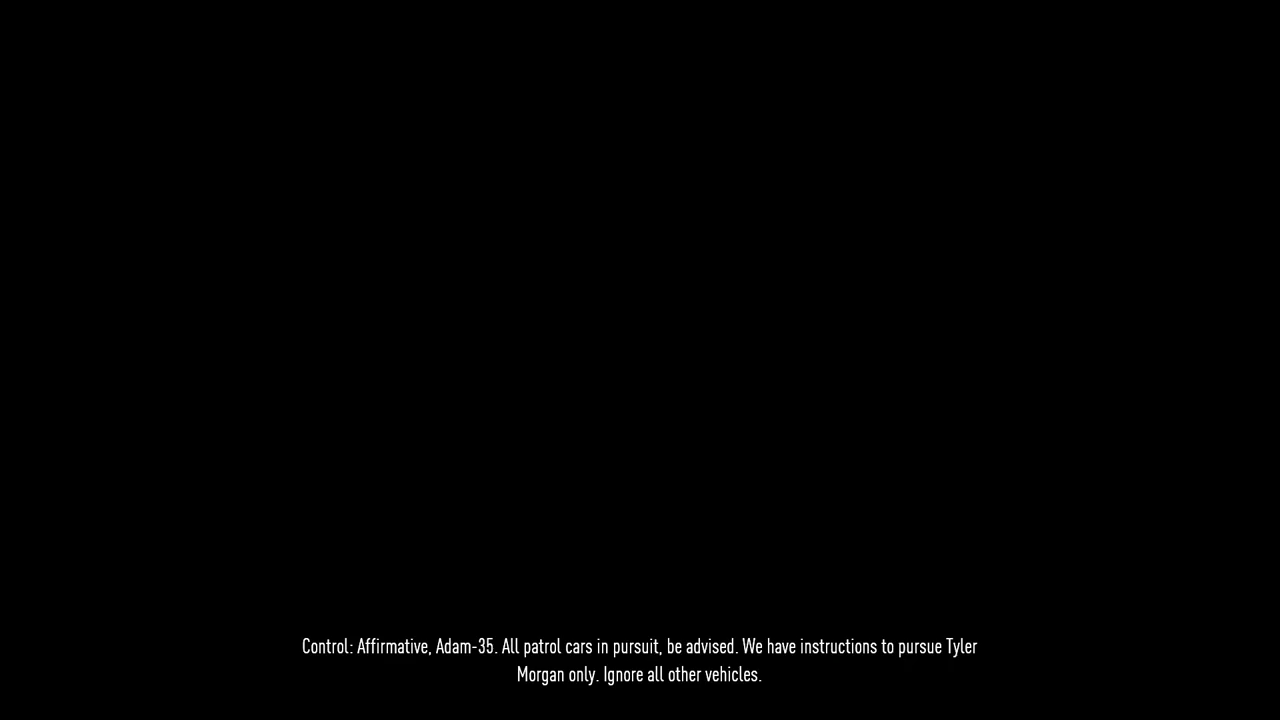 Control: Affirmative, Adam-35. All patrol cars in pursuit, be advised. We have instructions to pursue Tyler
Morgan only. Ignore all other vehicles.